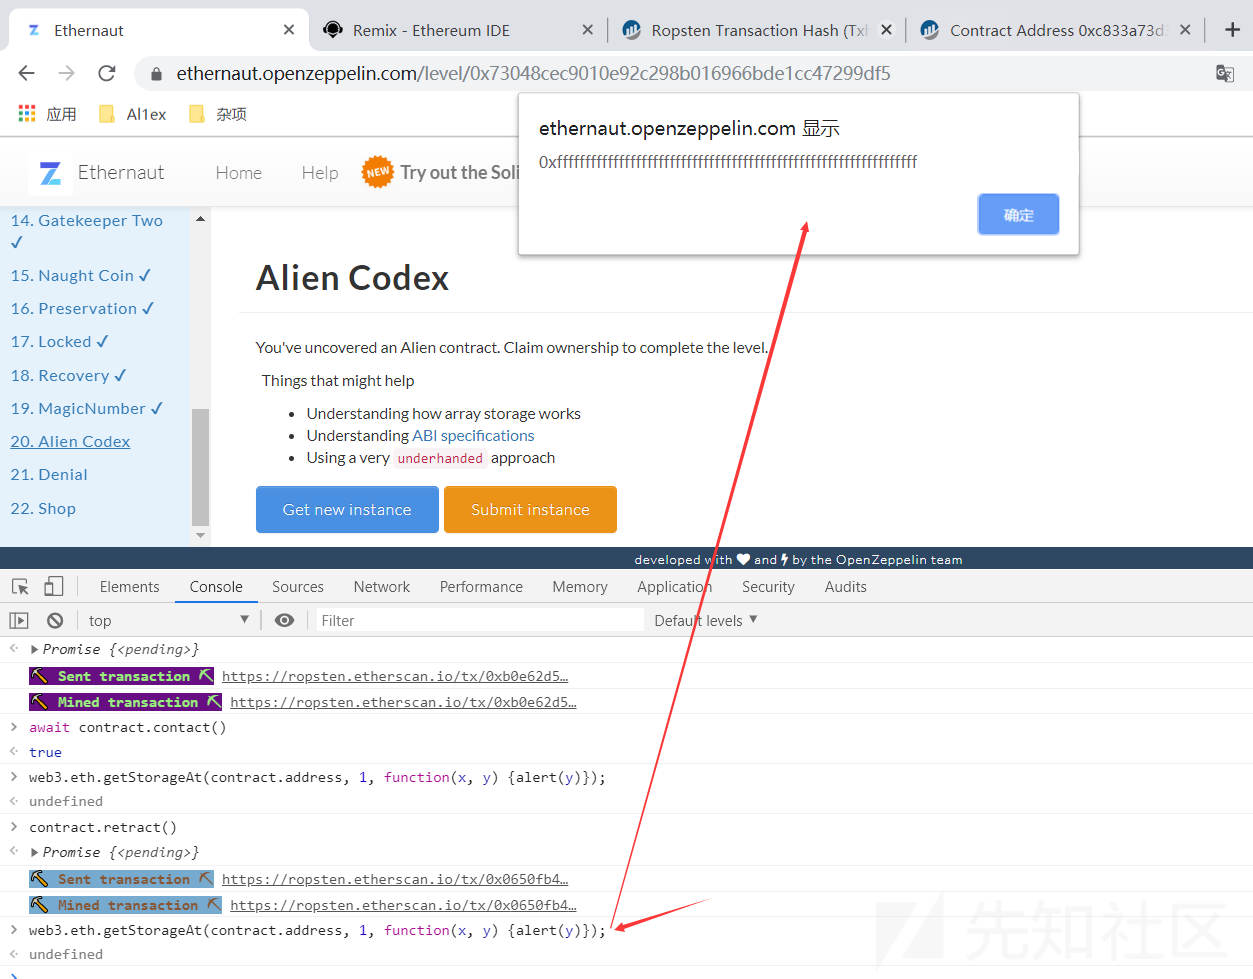 Ethernaut
Remix - Ethereum IDE
Ropsten Transaction Hash (Txh
Contract Address 0xc833a73d3
ethernaut.openzeppelin.com/level/0x73048cec9010e92c298b016966bde1cc47299df5
应用
Al1ex
杂项
ethernaut.openzeppelin.com 显示
0xffffffffffffffffffffffffffffffffffffffffffffffffffffffffffffffff
确定
Ethernaut
Home
Help
NEW
Try out the Soli
14. Gatekeeper Two
✓
15. Naught Coin ✓
16. Preservation ✓
17. Locked ✓
18. Recovery ✓
19. MagicNumber ✓
20. Alien Codex
21. Denial
22. Shop
Alien Codex
You've uncovered an Alien contract. Claim ownership to complete the level.
Things that might help
• Understanding how array storage works
• Understanding ABI specifications
• Using a very underhanded approach
Get new instance
Submit instance
developed with ♥ and ⚡ by the OpenZeppelin team
Elements Console Sources Network Performance Memory Application Security Audits
top
Filter
Default levels ▼
Promise {<pending>}
Sent transaction https://ropsten.etherscan.io/tx/0xb0e62d5…
Mined transaction https://ropsten.etherscan.io/tx/0xb0e62d5…
await contract.contact()
true
web3.eth.getStorageAt(contract.address, 1, function(x, y) {alert(y)});
undefined
contract.retract()
Promise {<pending>}
Sent transaction https://ropsten.etherscan.io/tx/0x0650fb4…
Mined transaction https://ropsten.etherscan.io/tx/0x0650fb4…
web3.eth.getStorageAt(contract.address, 1, function(x, y) {alert(y)});
undefined
先知社区